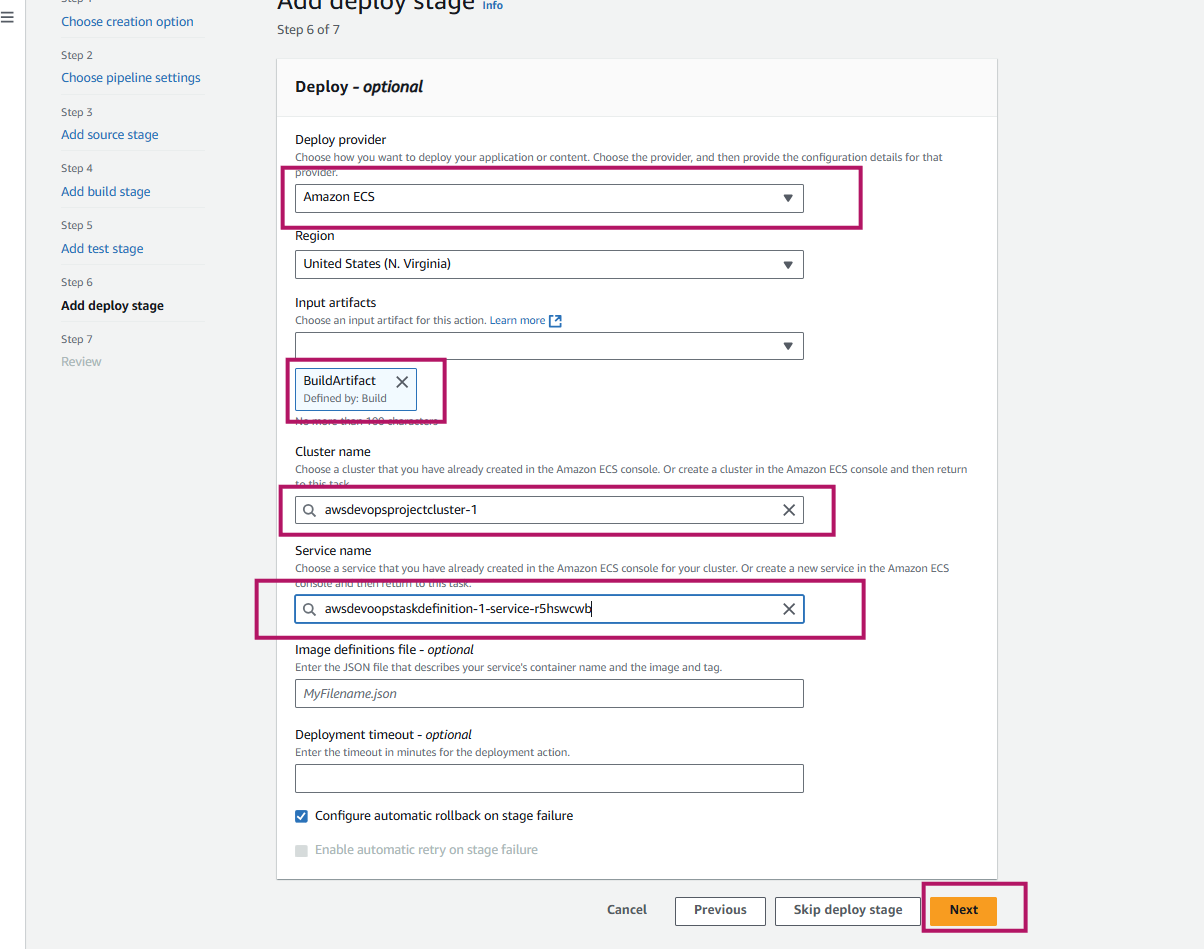 Step 1
Choose creation option
Step 2
Choose pipeline settings
Step 3
Add source stage
Step 4
Add build stage
Step 5
Add test stage
Step 6
Add deploy stage
Step 7
Review
Add deploy stage Info
Step 6 of 7
Deploy - optional
Deploy provider
Choose how you want to deploy your application or content. Choose the provider, and then provide the configuration details for that
provider.
Amazon ECS
Region
United States (N. Virginia)
Input artifacts
Choose an input artifact for this action. Learn more
BuildArtifact
Defined by: Build
No more than 100 characters
Cluster name
Choose a cluster that you have already created in the Amazon ECS console. Or create a cluster in the Amazon ECS console and then return
to this task.
awsdevopsprojectcluster-1
Service name
Choose a service that you have already created in the Amazon ECS console for your cluster. Or create a new service in the Amazon ECS
console and then return to this task.
awsdevoopstaskdefinition-1-service-r5hswcwb
Image definitions file - optional
Enter the JSON file that describes your service's container name and the image and tag.
MyFilename.json
Deployment timeout - optional
Enter the timeout in minutes for the deployment action.
Configure automatic rollback on stage failure
Enable automatic retry on stage failure
Cancel
Previous
Skip deploy stage
Next